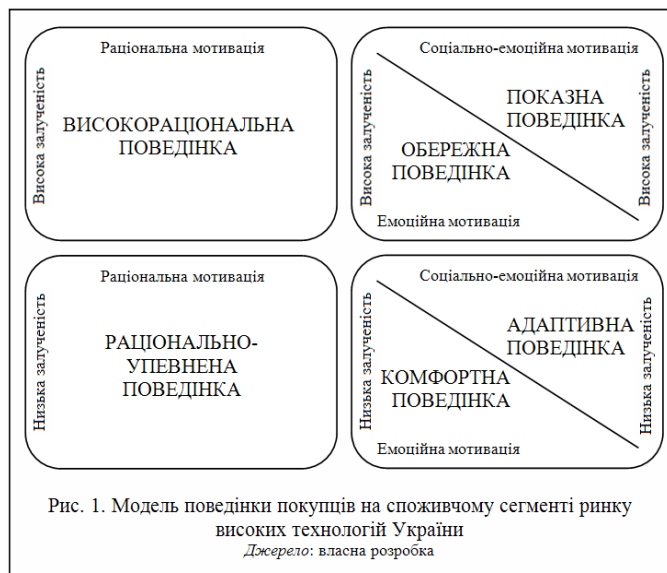 Раціональна мотивація
Висока залученість
ВИСОКОРАЦІОНАЛЬНА
ПОВЕДІНКА
Соціально-емоційна мотивація
Висока залученість
ПОКАЗНА
ПОВЕДІНКА
ОБЕРЕЖНА
ПОВЕДІНКА
Висока залученість
Емоційна мотивація
Раціональна мотивація
Низька залученість
РАЦІОНАЛЬНО-
УПЕВНЕНА
ПОВЕДІНКА
Соціально-емоційна мотивація
Низька залученість
АДАПТИВНА
ПОВЕДІНКА
КОМФОРТНА
ПОВЕДІНКА
Низька залученість
Емоційна мотивація
Рис. 1. Модель поведінки покупців на споживчому сегменті ринку
високих технологій України
Джерело: власна розробка